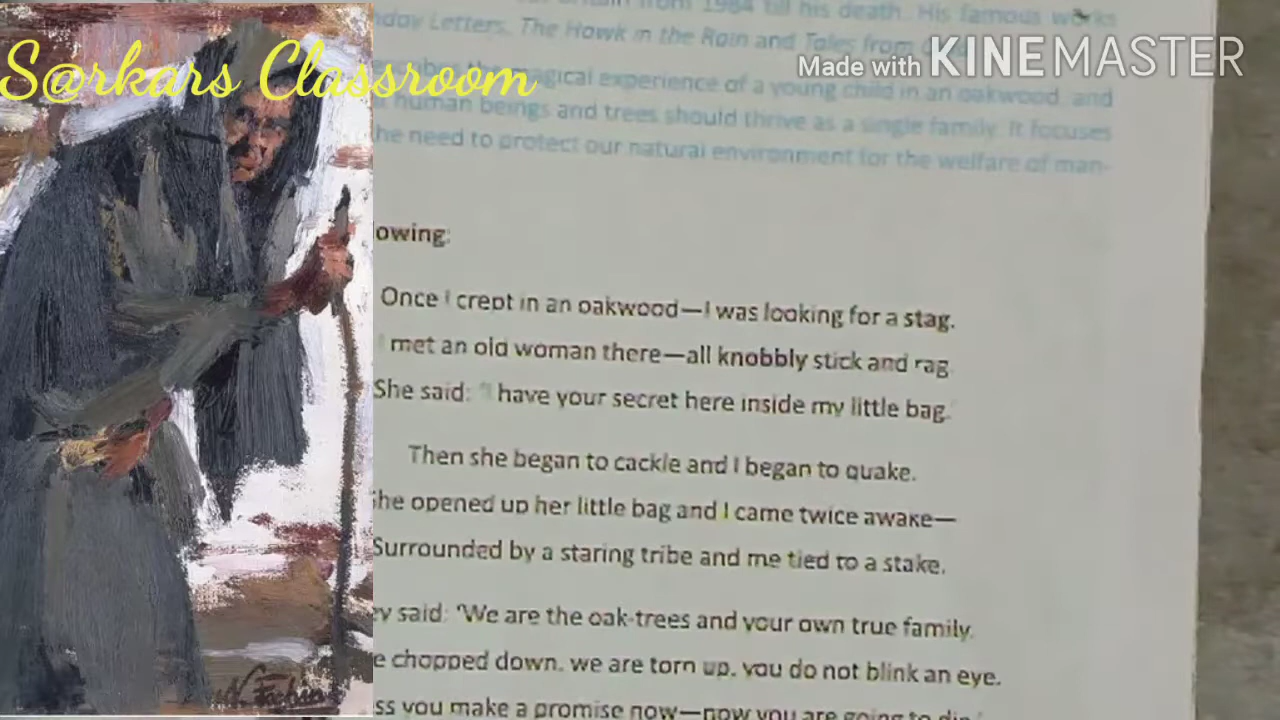 S@rkars Classroom
Made with KINEMASTER
from 1984 till his death. His famous works
day Letters, The Hawk in the Rain and Tales from
magical experience of a young child in an oakwood, and
human beings and trees should thrive as a single family. It focuses
he need to protect our natural environment for the welfare of man-
owing:
Once I crept in an oakwood—I was looking for a stag.
met an old woman there—all knobbly stick and rag.
She said: 'I have your secret here inside my little bag.'
Then she began to cackle and I began to quake.
She opened up her little bag and I came twice awake—
Surrounded by a staring tribe and me tied to a stake.
ey said: 'We are the oak-trees and your own true family.
e chopped down, we are torn up, you do not blink an eye.
ss you make a promise now—now you are going to die.'